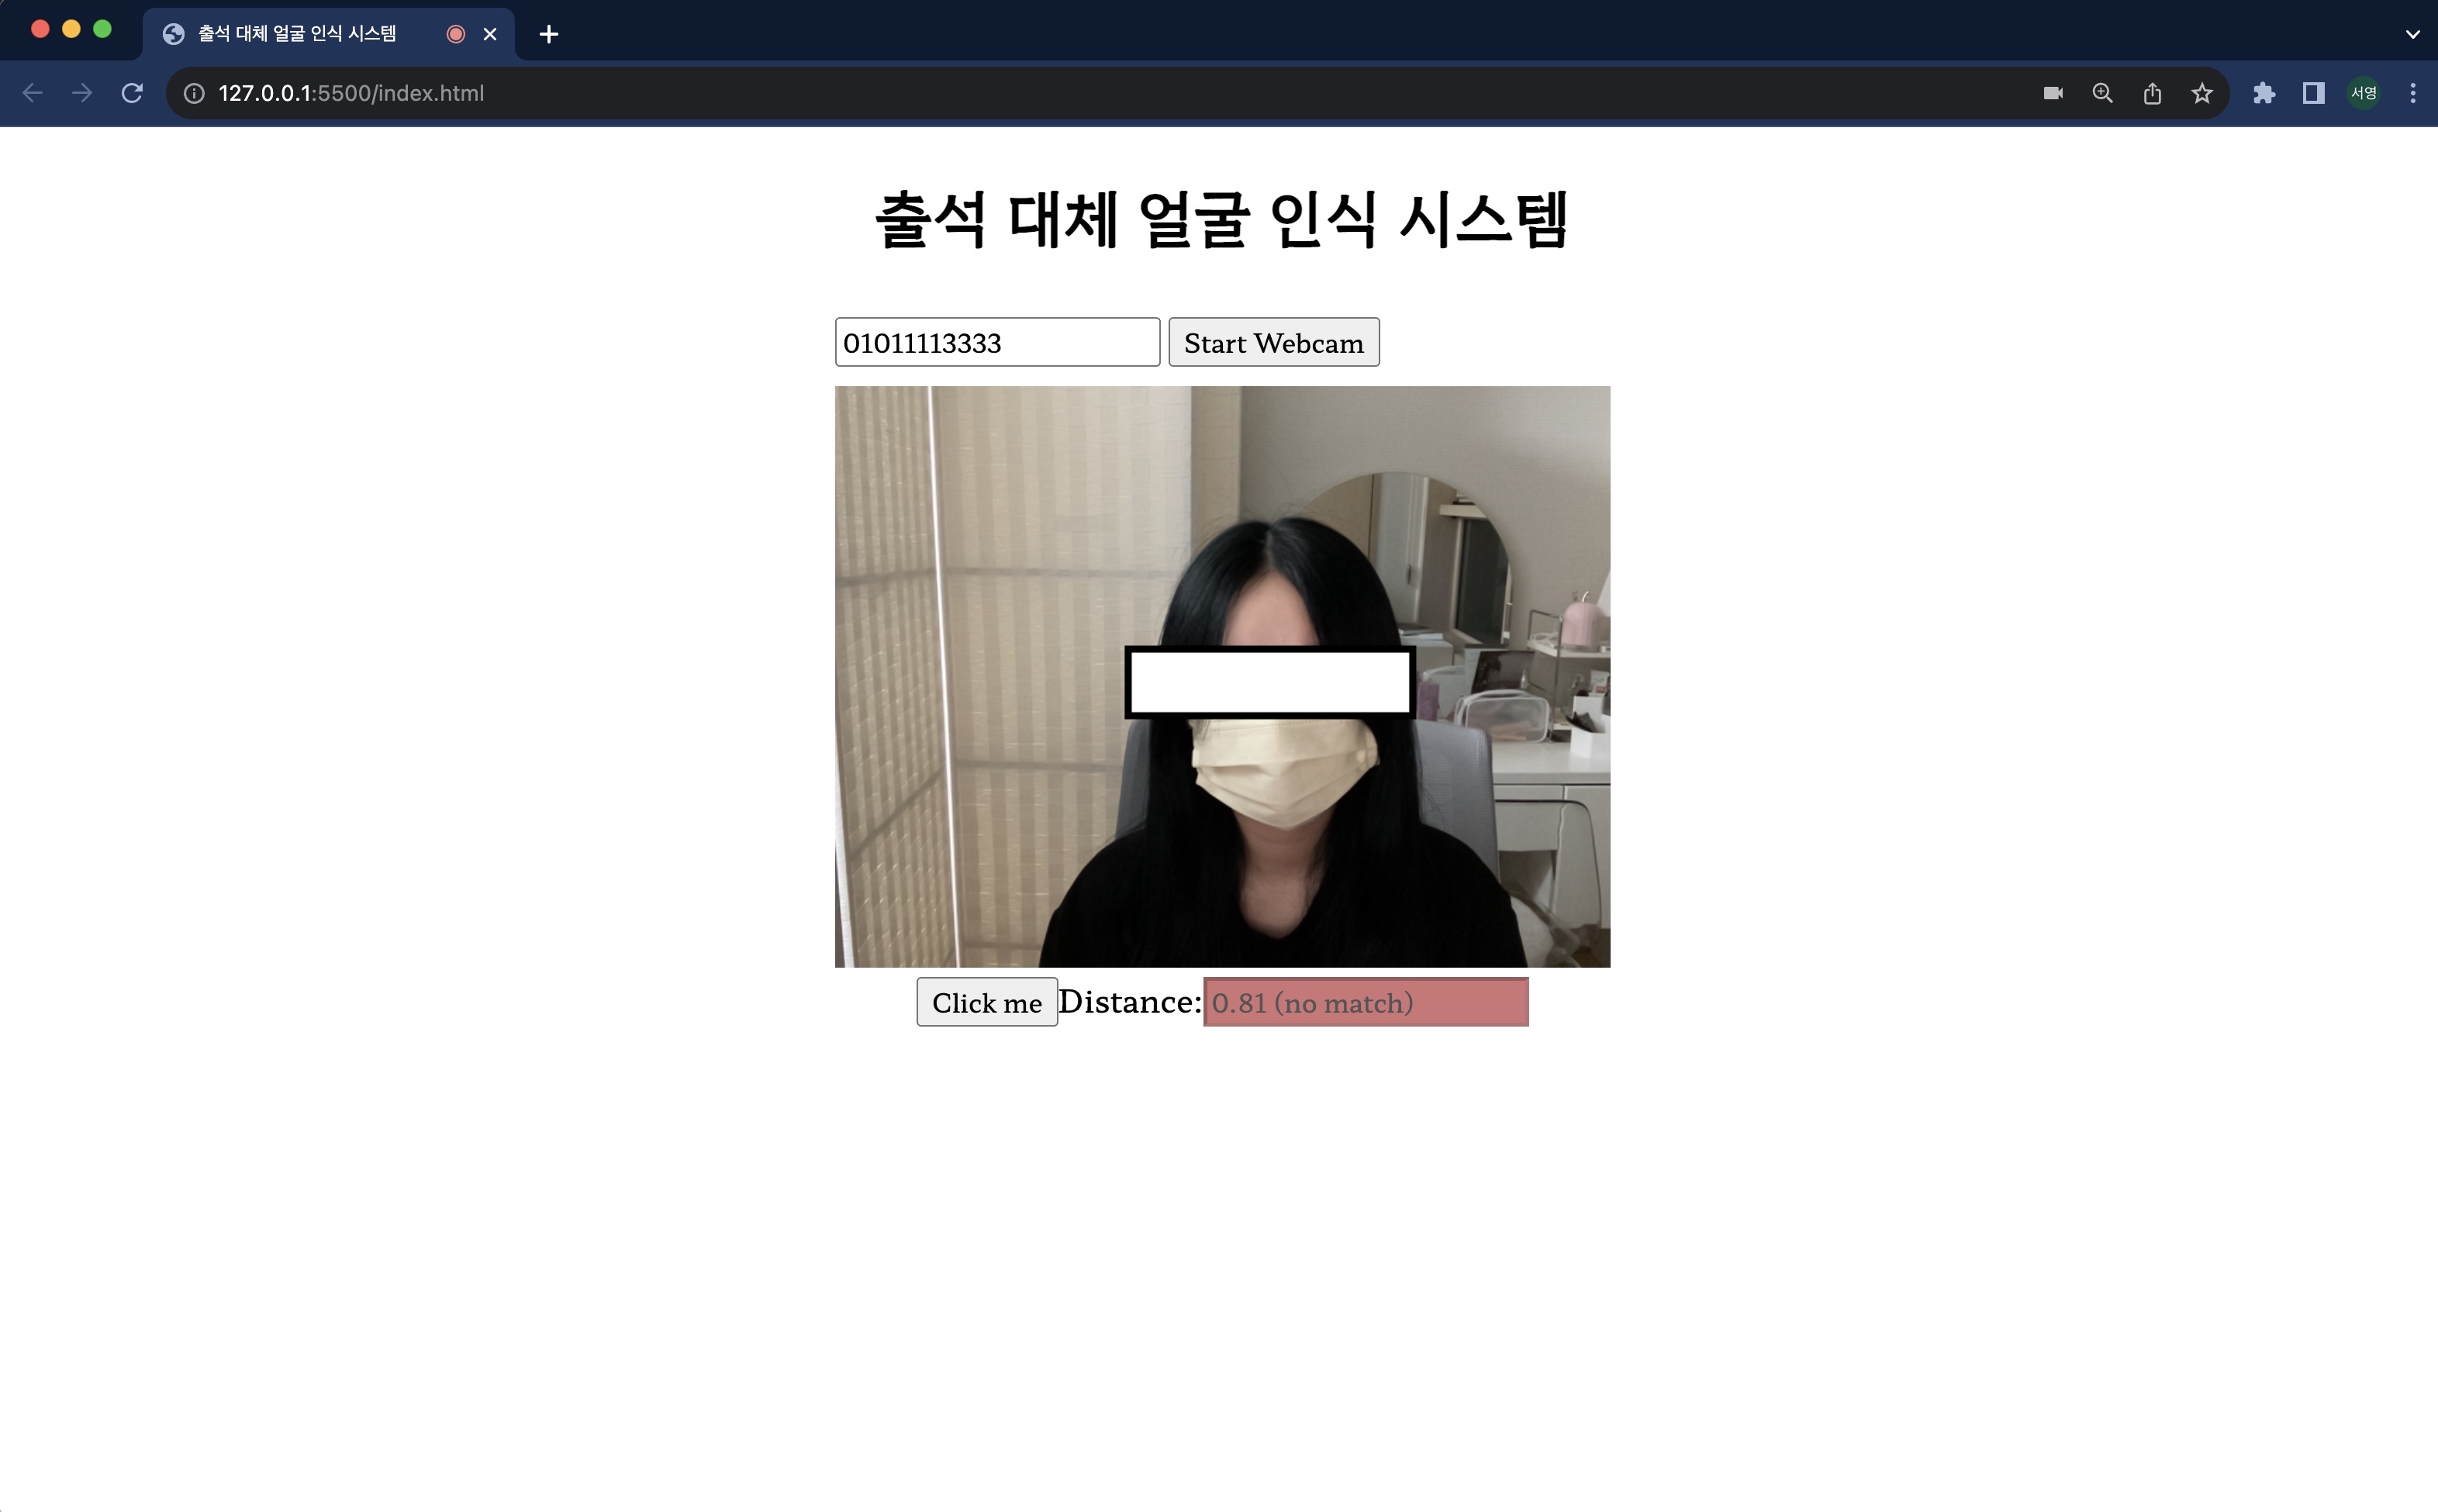 출석 대체 얼굴 인식 시스템
127.0.0.1:5500/index.html
서영
출석 대체 얼굴 인식 시스템
01011113333 Start Webcam
Click me Distance: 0.81 (no match)